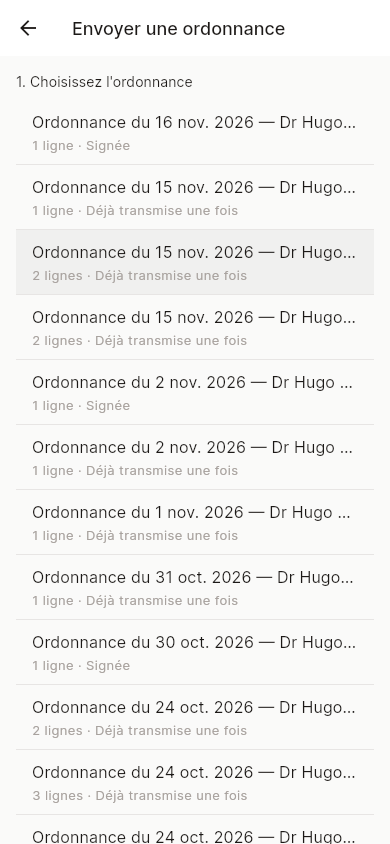 Envoyer une ordonnance
1. Choisissez l'ordonnance
Ordonnance du 16 nov. 2026 — Dr Hugo...
1 ligne · Signée
Ordonnance du 15 nov. 2026 — Dr Hugo...
1 ligne · Déjà transmise une fois
Ordonnance du 15 nov. 2026 — Dr Hugo...
2 lignes · Déjà transmise une fois
Ordonnance du 15 nov. 2026 — Dr Hugo...
2 lignes · Déjà transmise une fois
Ordonnance du 2 nov. 2026 — Dr Hugo ...
1 ligne · Signée
Ordonnance du 2 nov. 2026 — Dr Hugo ...
1 ligne · Déjà transmise une fois
Ordonnance du 1 nov. 2026 — Dr Hugo ...
1 ligne · Déjà transmise une fois
Ordonnance du 31 oct. 2026 — Dr Hugo...
1 ligne · Déjà transmise une fois
Ordonnance du 30 oct. 2026 — Dr Hugo...
1 ligne · Signée
Ordonnance du 24 oct. 2026 — Dr Hugo...
2 lignes · Déjà transmise une fois
Ordonnance du 24 oct. 2026 — Dr Hugo...
3 lignes · Déjà transmise une fois
Ordonnance du 24 oct. 2026 — Dr Hugo...